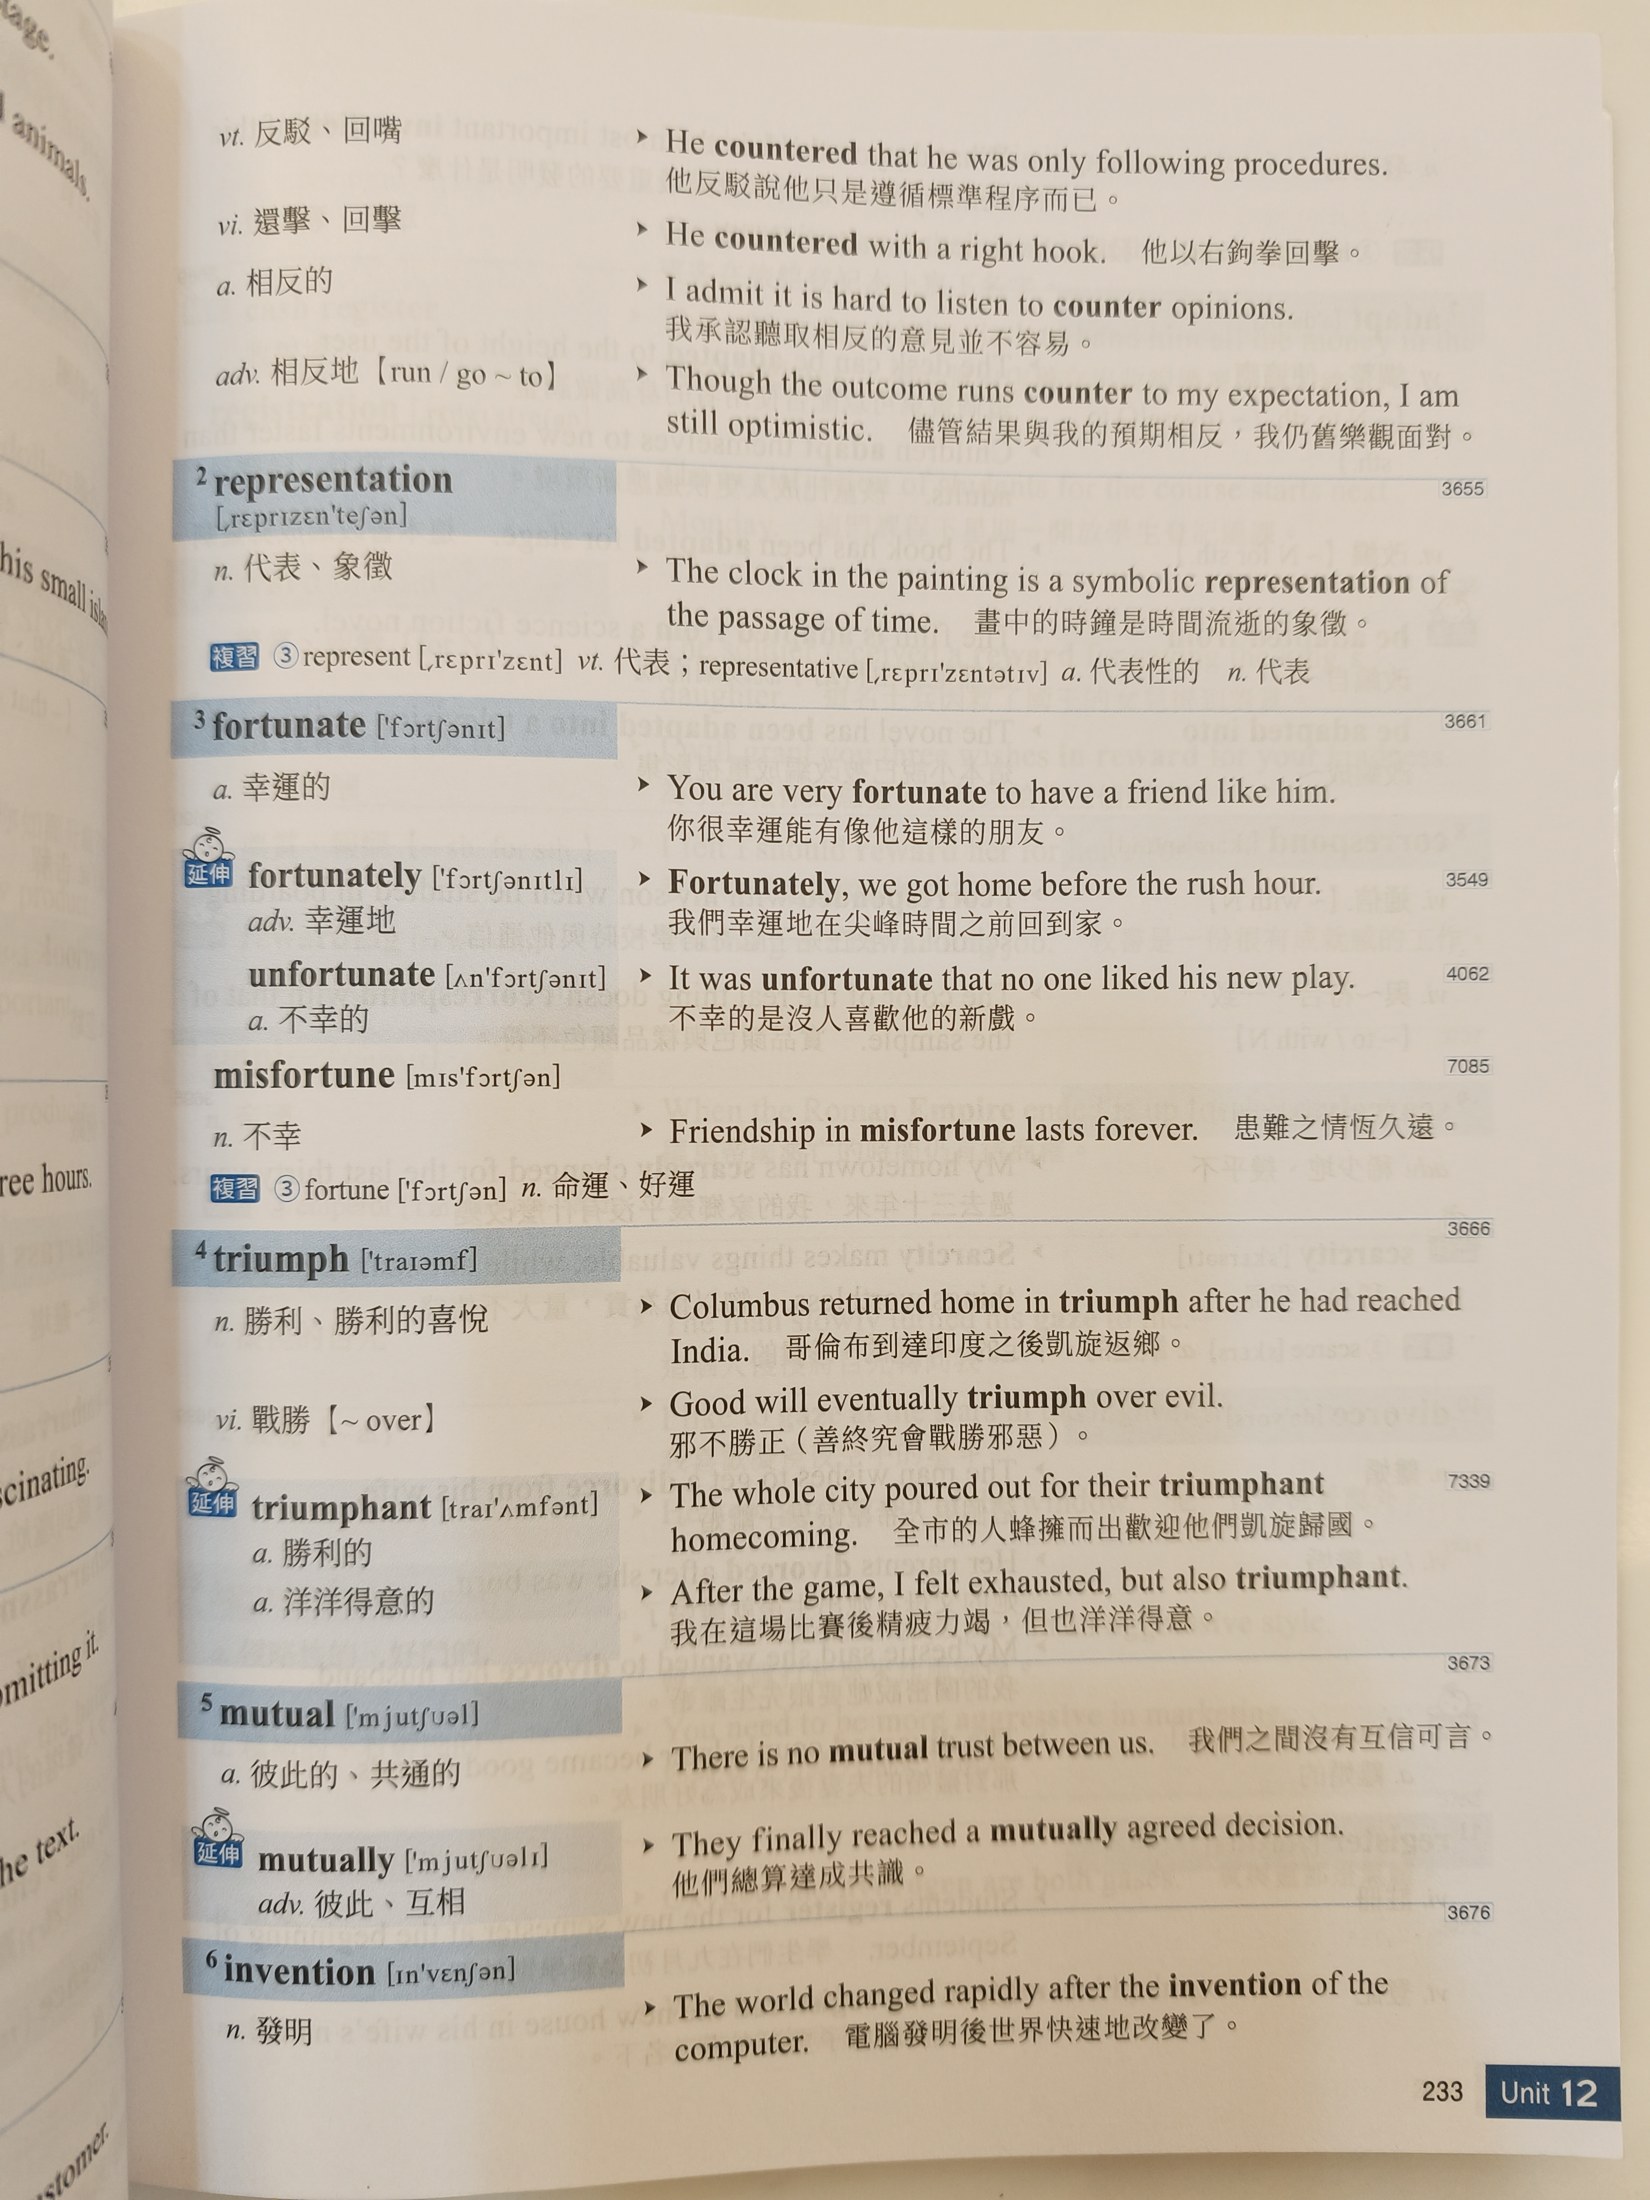 tage.
animals.
his small
ree hours.
scinating.
omitting it.
he text.
ustomer.
vt. 反駁、回嘴
➤ He countered that he was only following procedures.
他反駁說他只是遵循標準程序而已。
vi. 還擊、回擊
➤ He countered with a right hook. 他以右鉤拳回擊。
a. 相反的
➤ I admit it is hard to listen to counter opinions.
我承認聽取相反的意見並不容易。
adv. 相反地【run / go ~ to】
➤ Though the outcome runs counter to my expectation, I am
still optimistic. 儘管結果與我的預期相反，我仍舊樂觀面對。
2 representation 3655
[ˌrɛprɪzɛn'teʃən]
n. 代表、象徵
➤ The clock in the painting is a symbolic representation of
the passage of time. 畫中的時鐘是時間流逝的象徵。
複習 ③ represent [ˌrɛprɪ'zɛnt] vt. 代表；representative [ˌrɛprɪ'zɛntətɪv] a. 代表性的 n. 代表
3 fortunate ['fɔrtʃənɪt] 3661
a. 幸運的
➤ You are very fortunate to have a friend like him.
你很幸運能有像他這樣的朋友。
延伸 fortunately ['fɔrtʃənɪtlɪ] ➤ Fortunately, we got home before the rush hour. 3549
adv. 幸運地 我們幸運地在尖峰時間之前回到家。
unfortunate [ʌn'fɔrtʃənɪt] ➤ It was unfortunate that no one liked his new play. 4062
a. 不幸的 不幸的是沒人喜歡他的新戲。
misfortune [mɪs'fɔrtʃən] 7085
n. 不幸 ➤ Friendship in misfortune lasts forever. 患難之情恆久遠。
複習 ③ fortune ['fɔrtʃən] n. 命運、好運
4 triumph ['traɪəmf] 3666
n. 勝利、勝利的喜悅
➤ Columbus returned home in triumph after he had reached
India. 哥倫布到達印度之後凱旋返鄉。
vi. 戰勝【~ over】
➤ Good will eventually triumph over evil.
邪不勝正（善終究會戰勝邪惡）。
延伸 triumphant [traɪ'ʌmfənt] ➤ The whole city poured out for their triumphant 7339
a. 勝利的 homecoming. 全市的人蜂擁而出歡迎他們凱旋歸國。
a. 洋洋得意的 ➤ After the game, I felt exhausted, but also triumphant.
我在這場比賽後精疲力竭，但也洋洋得意。
5 mutual ['mjutʃʊəl] 3673
a. 彼此的、共通的 ➤ There is no mutual trust between us. 我們之間沒有互信可言。
延伸 mutually ['mjutʃʊəlɪ] ➤ They finally reached a mutually agreed decision.
adv. 彼此、互相 他們總算達成共識。
6 invention [ɪn'vɛnʃən] 3676
n. 發明
➤ The world changed rapidly after the invention of the
computer. 電腦發明後世界快速地改變了。
233 Unit 12